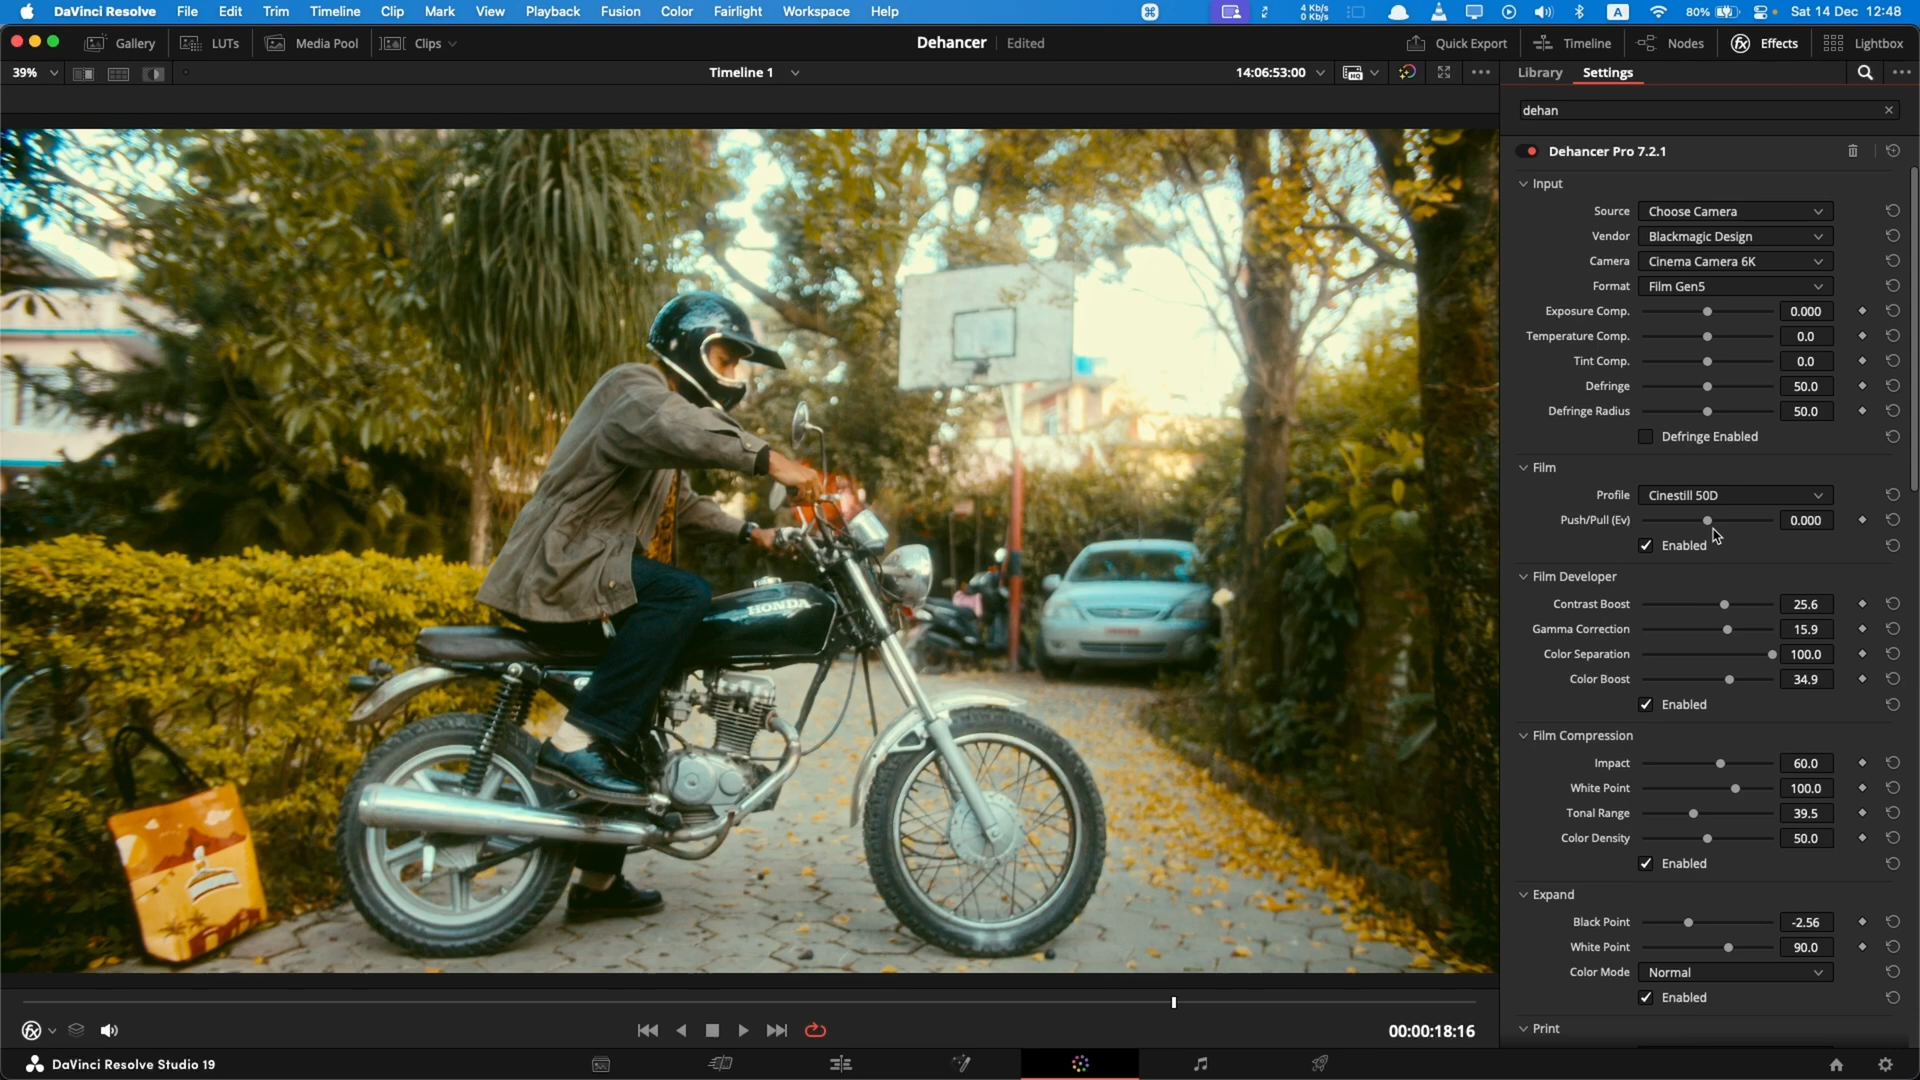 DaVinci Resolve File Edit Trim Timeline Clip Mark View Playback Fusion Color Fairlight Workspace Help 4 Kb/s 0 Kb/s A 80% Sat 14 Dec 12:48
Gallery LUTs Media Pool Clips Dehancer Edited Quick Export Timeline Nodes Effects Lightbox
39% Timeline 1 14:06:53:00 HQ Library Settings
dehan
Dehancer Pro 7.2.1
Input
Source Choose Camera
Vendor Blackmagic Design
Camera Cinema Camera 6K
Format Film Gen5
Exposure Comp. 0.000
Temperature Comp. 0.0
Tint Comp. 0.0
Defringe 50.0
Defringe Radius 50.0
Defringe Enabled
Film
Profile Cinestill 50D
Push/Pull (Ev) 0.000
Enabled
Film Developer
Contrast Boost 25.6
Gamma Correction 15.9
Color Separation 100.0
Color Boost 34.9
Enabled
Film Compression
Impact 60.0
White Point 100.0
Tonal Range 39.5
Color Density 50.0
Enabled
Expand
Black Point -2.56
White Point 90.0
Color Mode Normal
Enabled
Print
HONDA
00:00:18:16
DaVinci Resolve Studio 19